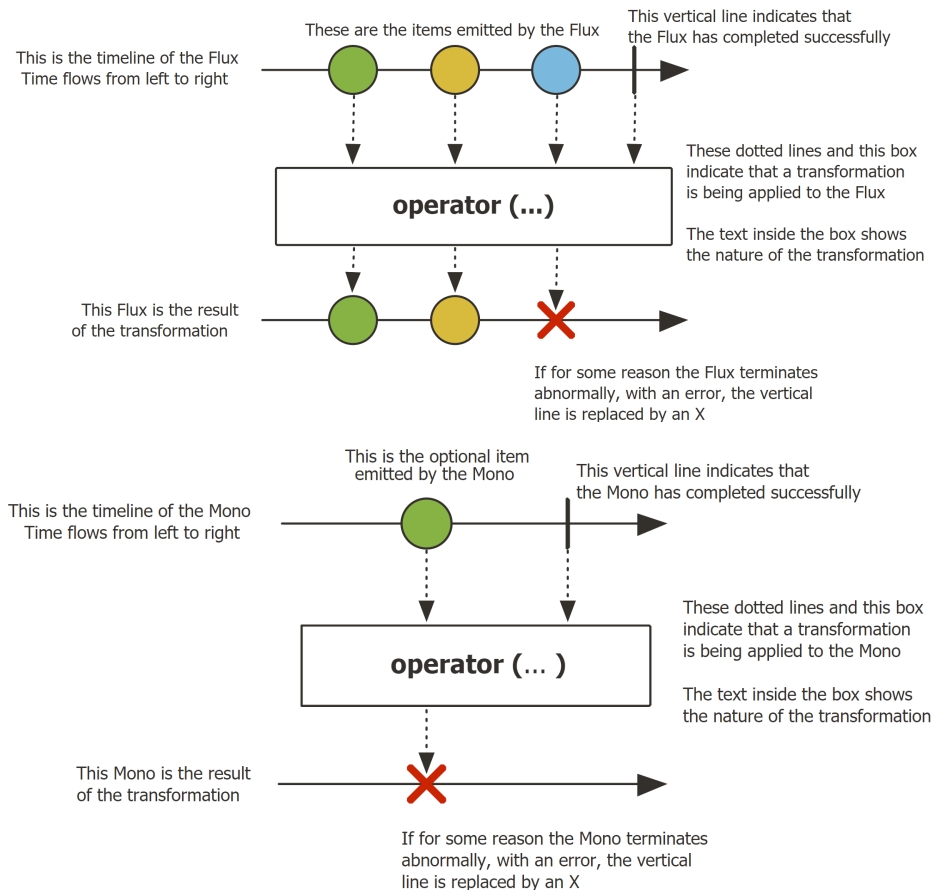 These are the items emitted by the Flux
This vertical line indicates that
the Flux has completed successfully
This is the timeline of the Flux
Time flows from left to right
These dotted lines and this box
indicate that a transformation
is being applied to the Flux
operator (...)
The text inside the box shows
the nature of the transformation
This Flux is the result
of the transformation
If for some reason the Flux terminates
abnormally, with an error, the vertical
line is replaced by an X
This is the optional item
emitted by the Mono
This vertical line indicates that
the Mono has completed successfully
This is the timeline of the Mono
Time flows from left to right
These dotted lines and this box
indicate that a transformation
is being applied to the Mono
operator (... )
The text inside the box shows
the nature of the transformation
This Mono is the result
of the transformation
If for some reason the Mono terminates
abnormally, with an error, the vertical
line is replaced by an X